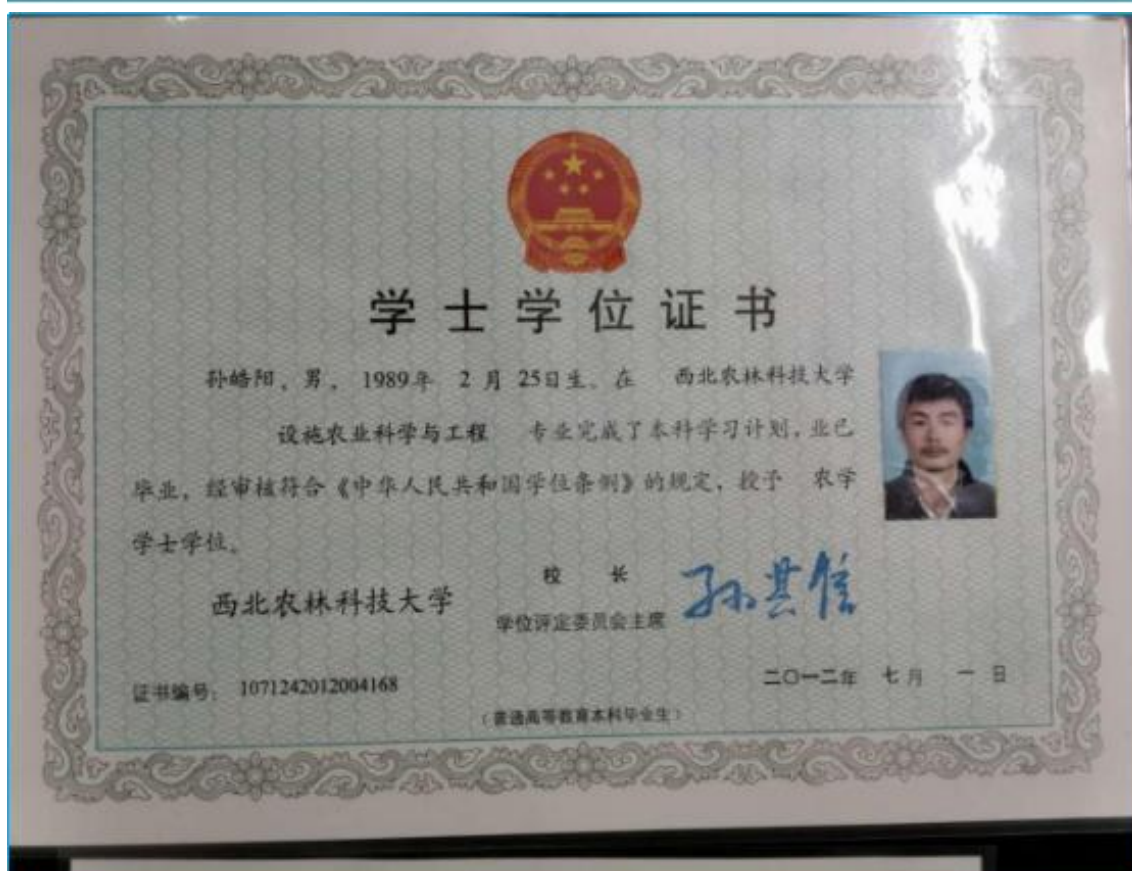 学士学位证书
孙皓阳，男，1989年 2月 25日生。在 西北农林科技大学
设施农业科学与工程 专业完成了本科学习计划，业已
毕业，经审核符合《中华人民共和国学位条例》的规定，授予 农学
学士学位。
西北农林科技大学
校 长
学位评定委员会主席
孙其信
证书编号：1071242012004168
二〇一二年 七月 一日
（普通高等教育本科毕业生）